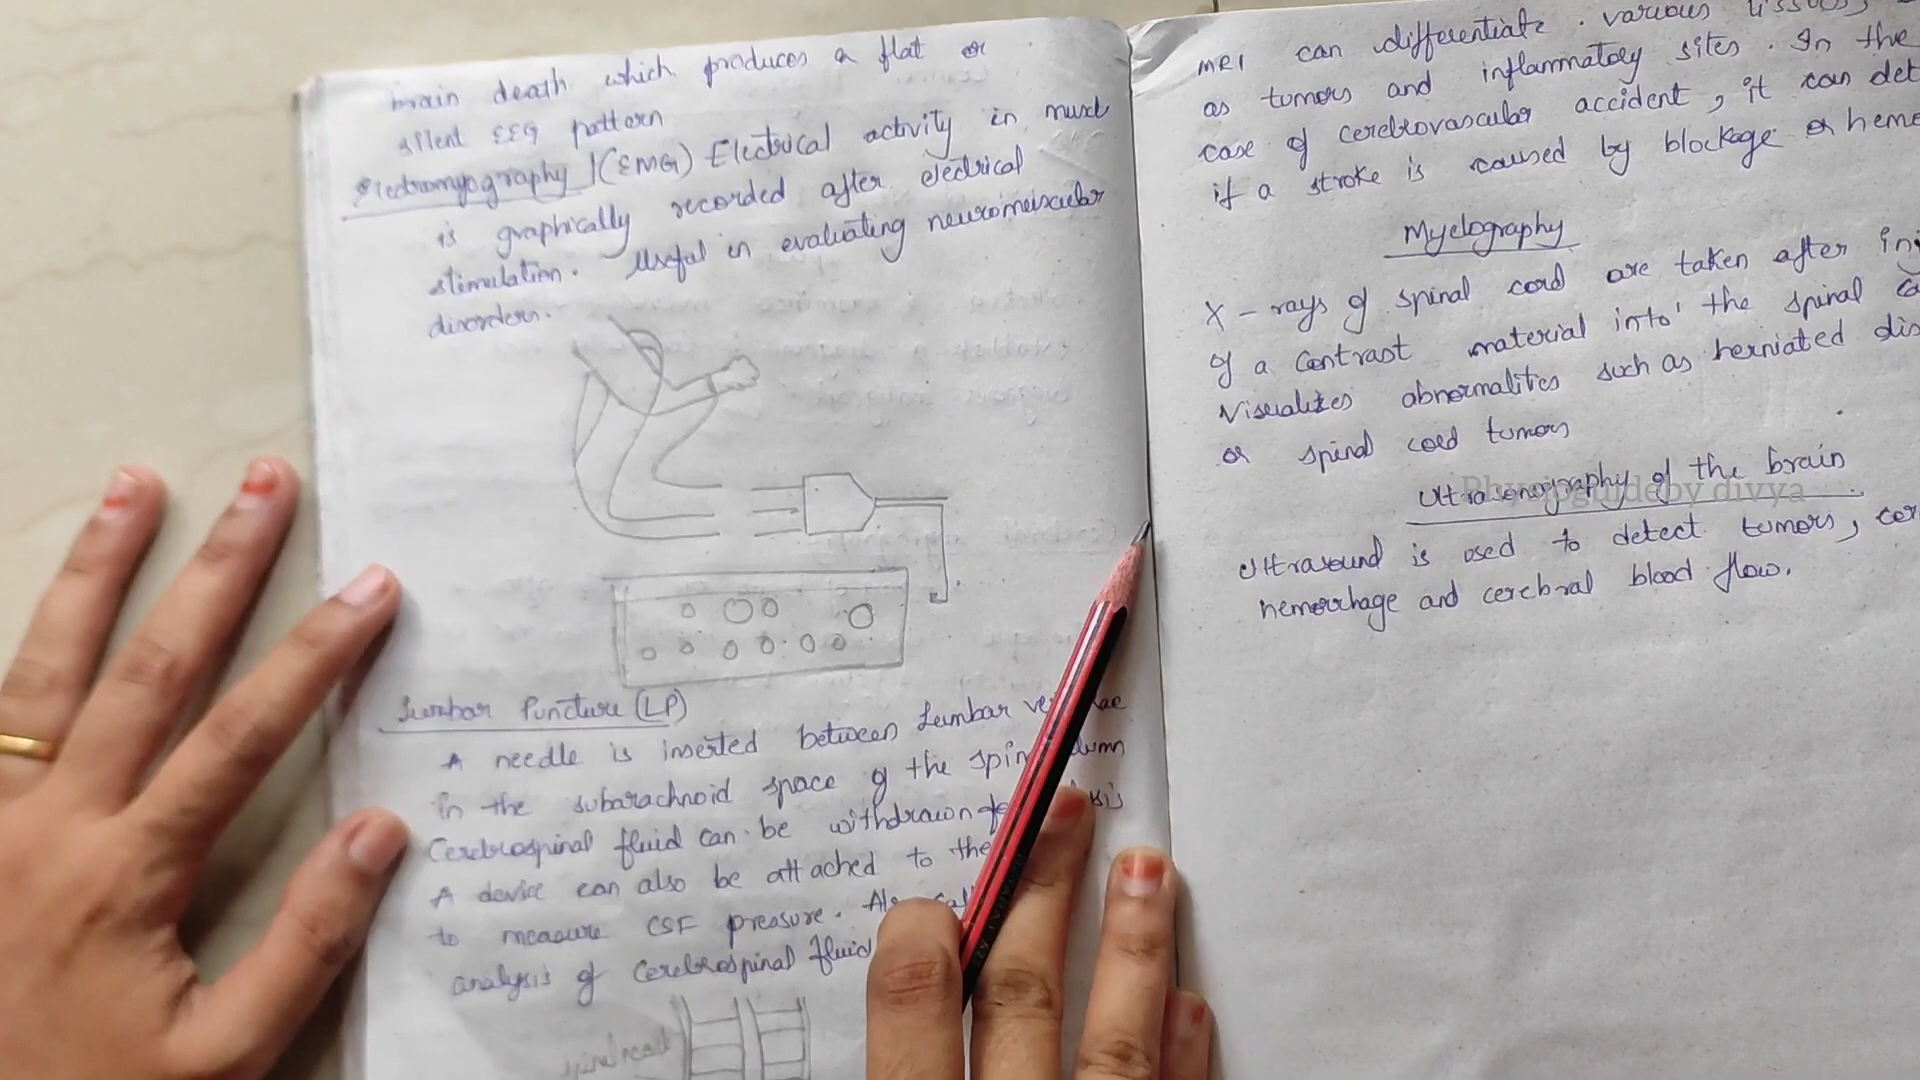 brain death which produces a flat or
silent EEG pattern
Electromyography (EMG) Electrical activity in muscl
is graphically recorded after electrical
stimulation. Useful in evaluating neuromuscular
disorders.
Lumbar Puncture (LP)
A needle is inserted between Lumbar
in the subarachnoid space of the
Cerebrospinal fluid can be withdrawn
A device can also be attached to the
to measure CSF pressure.
analysis of Cerebrospinal fluid
MRI can differentiate various
as tumors and inflammatory sites. In the
case of cerebrovascular accident, it can det
if a stroke is caused by blockage or hemo
Myelography
X-rays of spinal cord are taken after inj
of a Contrast material into the spinal
Visualizes abnormalities such as herniated dis
or spinal cord tumors
Ultrasonography of the brain
Physioguide by divya
Ultrasound is used to detect tumors,
hemorrhage and cerebral blood flow.